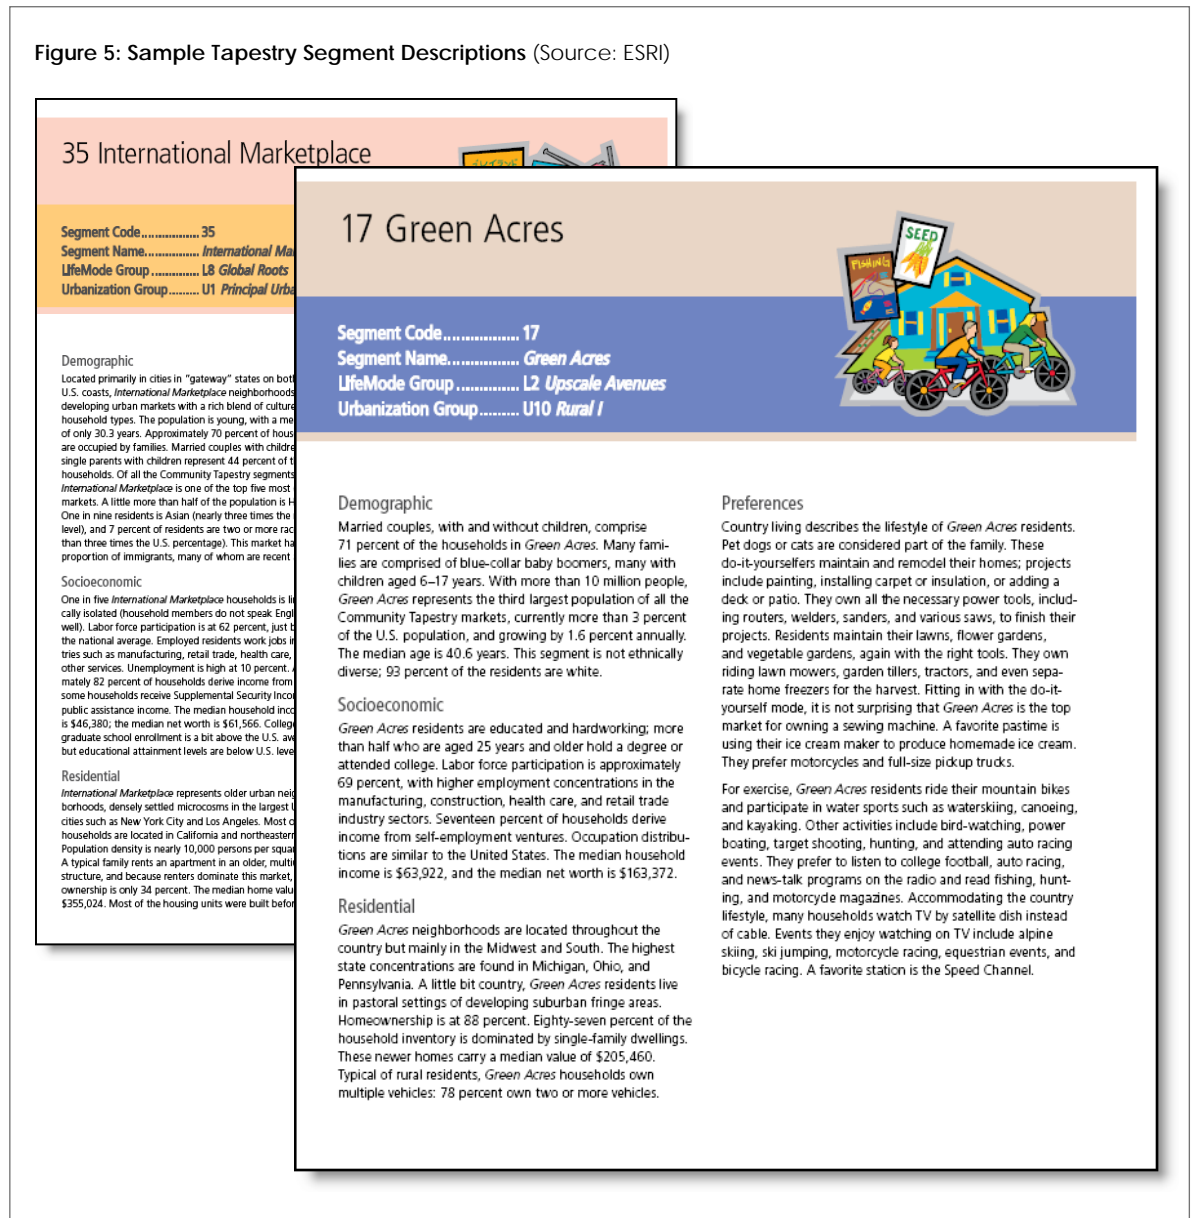 Figure 5: Sample Tapestry Segment Descriptions (Source: ESRI)
35 International Marketplace
Segment Code................ 35
Segment Name............... International Ma
LifeMode Group ............. L8 Global Roots
Urbanization Group......... U1 Principal Urba
Demographic
Located primarily in cities in "gateway" states on both
U.S. coasts, International Marketplace neighborhoods
developing urban markets with a rich blend of culture
household types. The population is young, with a me
of only 30.3 years. Approximately 70 percent of hous
are occupied by families. Married couples with childre
single parents with children represent 44 percent of t
households. Of all the Community Tapestry segments
International Marketplace is one of the top five most
markets. A little more than half of the population is H
One in nine residents is Asian (nearly three times the
level), and 7 percent of residents are two or more rac
than three times the U.S. percentage). This market ha
proportion of immigrants, many of whom are recent
Socioeconomic
One in five International Marketplace households is li
cally isolated (household members do not speak Engl
well). Labor force participation is at 62 percent, just b
the national average. Employed residents work jobs in
tries such as manufacturing, retail trade, health care,
other services. Unemployment is high at 10 percent. A
mately 82 percent of households derive income from
some households receive Supplemental Security Incor
public assistance income. The median household inco
is $46,380; the median net worth is $61,566. College
graduate school enrollment is a bit above the U.S. ave
but educational attainment levels are below U.S. leve
Residential
International Marketplace represents older urban neig
borhoods, densely settled microcosms in the largest U
cities such as New York City and Los Angeles. Most o
households are located in California and northeastern
Population density is nearly 10,000 persons per squar
A typical family rents an apartment in an older, multi
structure, and because renters dominate this market,
ownership is only 34 percent. The median home valu
$355,024. Most of the housing units were built befor
17 Green Acres
SEED
FISHING
Segment Code................ 17
Segment Name............... Green Acres
LifeMode Group ............. L2 Upscale Avenues
Urbanization Group.......... U10 Rural I
Demographic
Married couples, with and without children, comprise
71 percent of the households in Green Acres. Many fami-
lies are comprised of blue-collar baby boomers, many with
children aged 6–17 years. With more than 10 million people,
Green Acres represents the third largest population of all the
Community Tapestry markets, currently more than 3 percent
of the U.S. population, and growing by 1.6 percent annually.
The median age is 40.6 years. This segment is not ethnically
diverse; 93 percent of the residents are white.
Socioeconomic
Green Acres residents are educated and hardworking; more
than half who are aged 25 years and older hold a degree or
attended college. Labor force participation is approximately
69 percent, with higher employment concentrations in the
manufacturing, construction, health care, and retail trade
industry sectors. Seventeen percent of households derive
income from self-employment ventures. Occupation distribu-
tions are similar to the United States. The median household
income is $63,922, and the median net worth is $163,372.
Residential
Green Acres neighborhoods are located throughout the
country but mainly in the Midwest and South. The highest
state concentrations are found in Michigan, Ohio, and
Pennsylvania. A little bit country, Green Acres residents live
in pastoral settings of developing suburban fringe areas.
Homeownership is at 88 percent. Eighty-seven percent of the
household inventory is dominated by single-family dwellings.
These newer homes carry a median value of $205,460.
Typical of rural residents, Green Acres households own
multiple vehicles: 78 percent own two or more vehicles.
Preferences
Country living describes the lifestyle of Green Acres residents.
Pet dogs or cats are considered part of the family. These
do-it-yourselfers maintain and remodel their homes; projects
include painting, installing carpet or insulation, or adding a
deck or patio. They own all the necessary power tools, includ-
ing routers, welders, sanders, and various saws, to finish their
projects. Residents maintain their lawns, flower gardens,
and vegetable gardens, again with the right tools. They own
riding lawn mowers, garden tillers, tractors, and even sepa-
rate home freezers for the harvest. Fitting in with the do-it-
yourself mode, it is not surprising that Green Acres is the top
market for owning a sewing machine. A favorite pastime is
using their ice cream maker to produce homemade ice cream.
They prefer motorcycles and full-size pickup trucks.
For exercise, Green Acres residents ride their mountain bikes
and participate in water sports such as waterskiing, canoeing,
and kayaking. Other activities include bird-watching, power
boating, target shooting, hunting, and attending auto racing
events. They prefer to listen to college football, auto racing,
and news-talk programs on the radio and read fishing, hunt-
ing, and motorcycle magazines. Accommodating the country
lifestyle, many households watch TV by satellite dish instead
of cable. Events they enjoy watching on TV include alpine
skiing, ski jumping, motorcycle racing, equestrian events, and
bicycle racing. A favorite station is the Speed Channel.